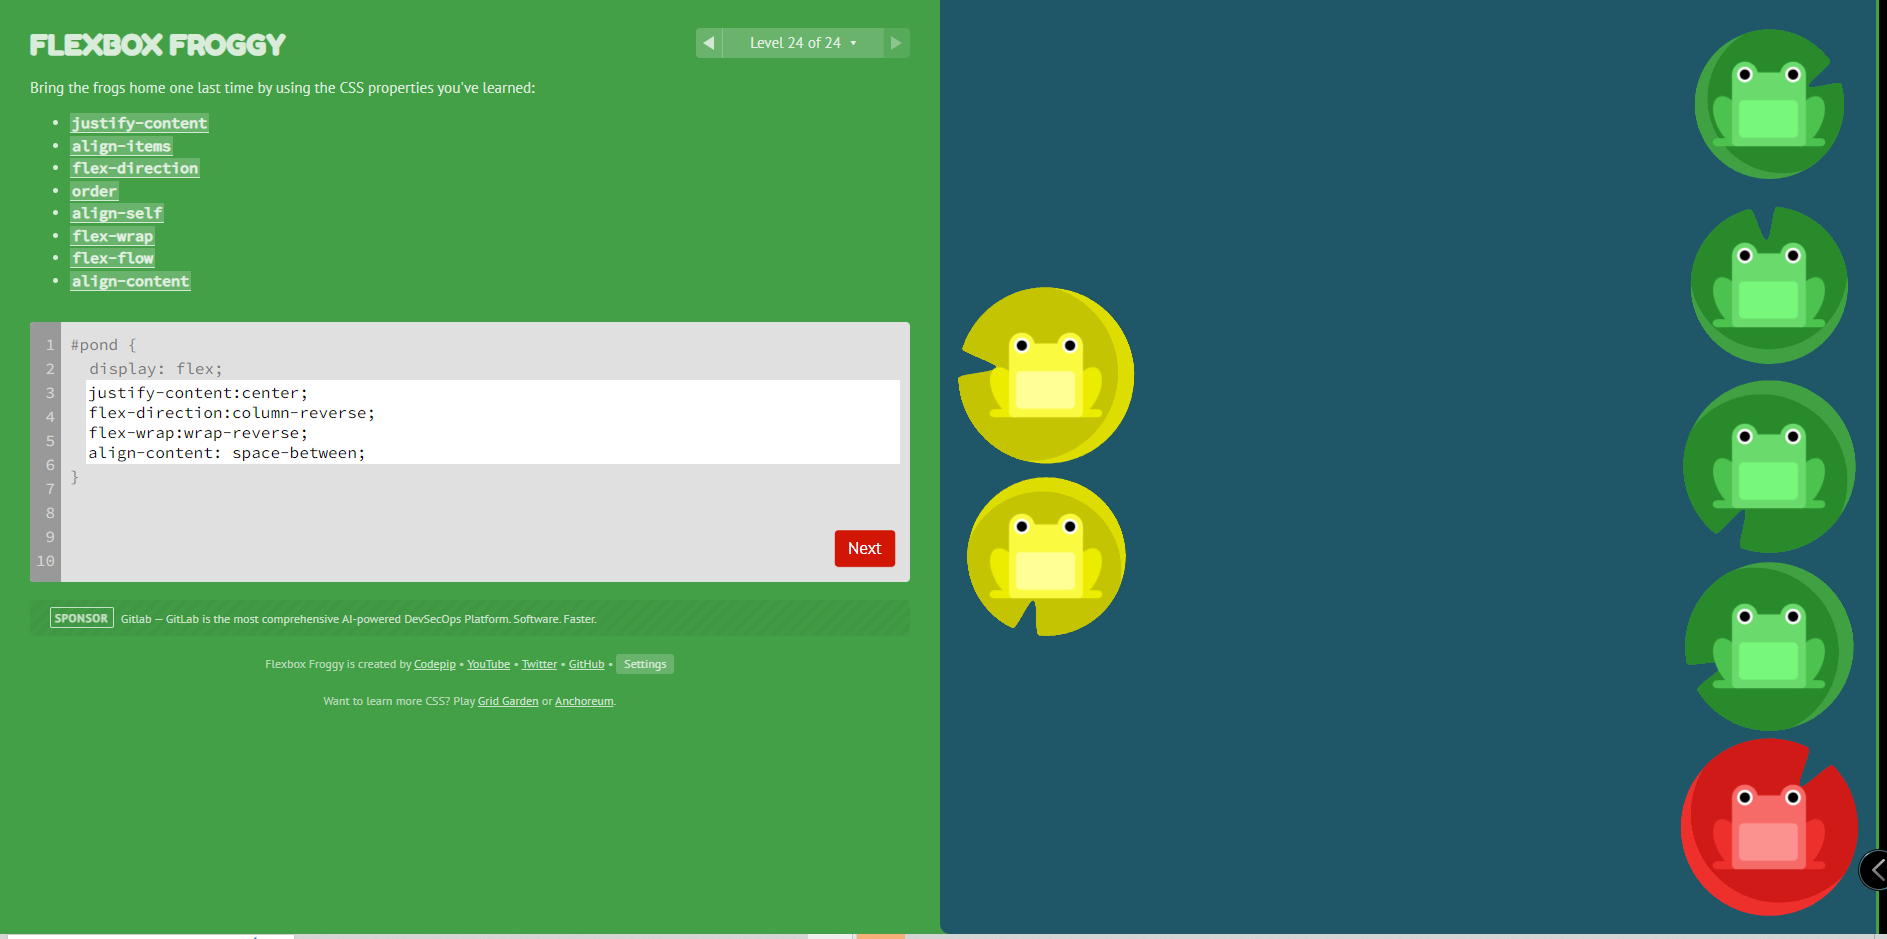 FLEXBOX FROGGY
Level 24 of 24
Bring the frogs home one last time by using the CSS properties you've learned:
justify-content
align-items
flex-direction
order
align-self
flex-wrap
flex-flow
align-content
1 #pond {
2 display: flex;
3 justify-content:center;
4 flex-direction:column-reverse;
5 flex-wrap:wrap-reverse;
6 align-content: space-between;
7 }
8
9
10
Next
SPONSOR Gitlab — GitLab is the most comprehensive AI-powered DevSecOps Platform. Software. Faster.
Flexbox Froggy is created by Codepip • YouTube • Twitter • GitHub • Settings
Want to learn more CSS? Play Grid Garden or Anchoreum.